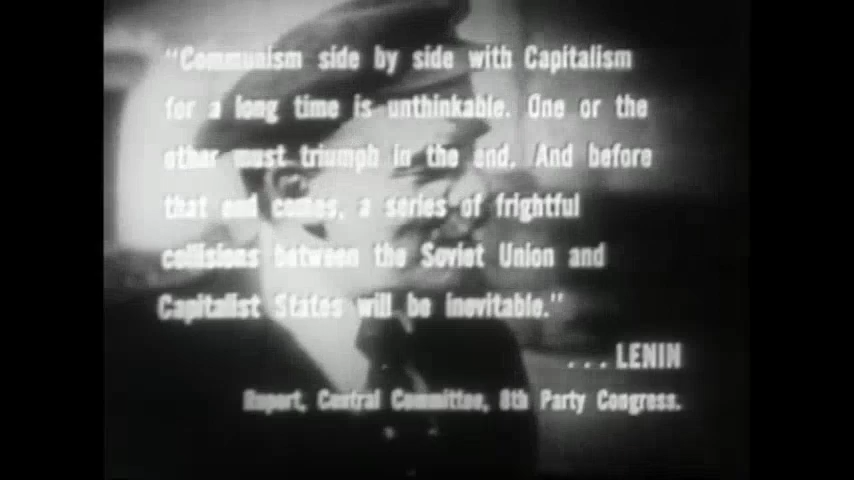 "Communism side by side with Capitalism
for a long time is unthinkable. One or the
other must triumph in the end. And before
that end comes, a series of frightful
collisions between the Soviet Union and
Capitalist States will be inevitable."
...LENIN
Report, Central Committee, 8th Party Congress.